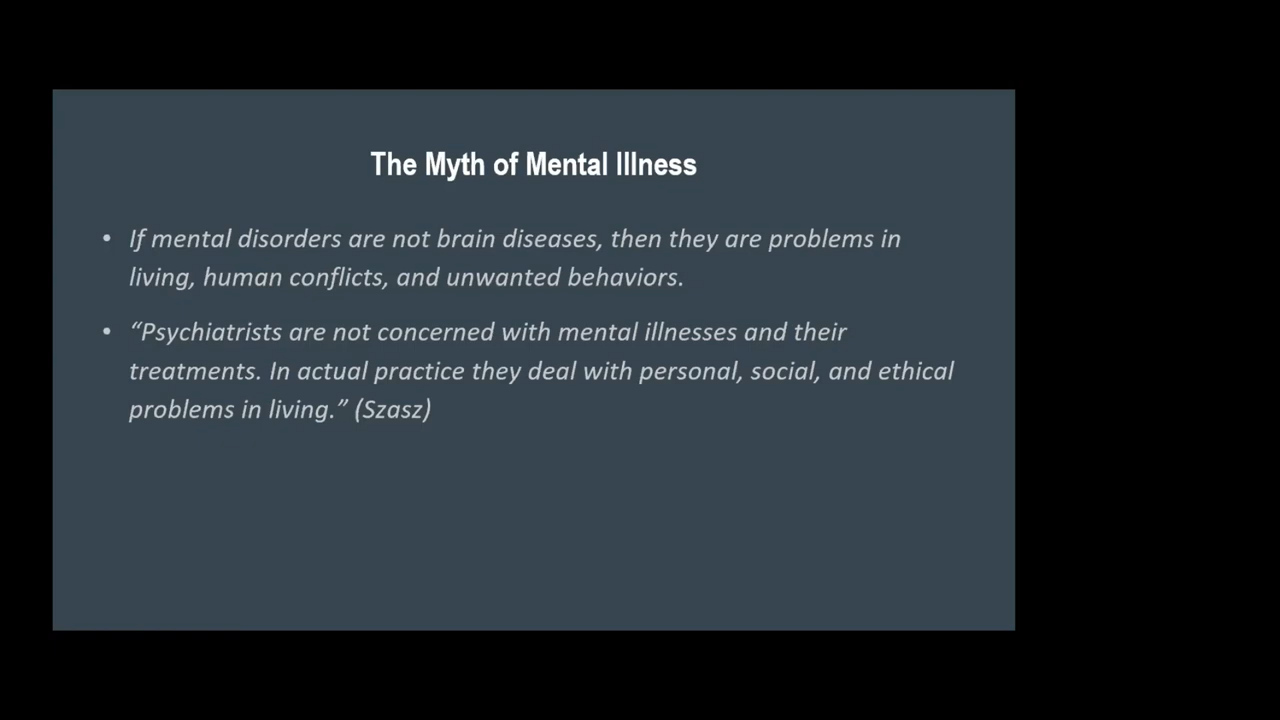 The Myth of Mental Illness
• If mental disorders are not brain diseases, then they are problems in
living, human conflicts, and unwanted behaviors.
• “Psychiatrists are not concerned with mental illnesses and their
treatments. In actual practice they deal with personal, social, and ethical
problems in living.” (Szasz)